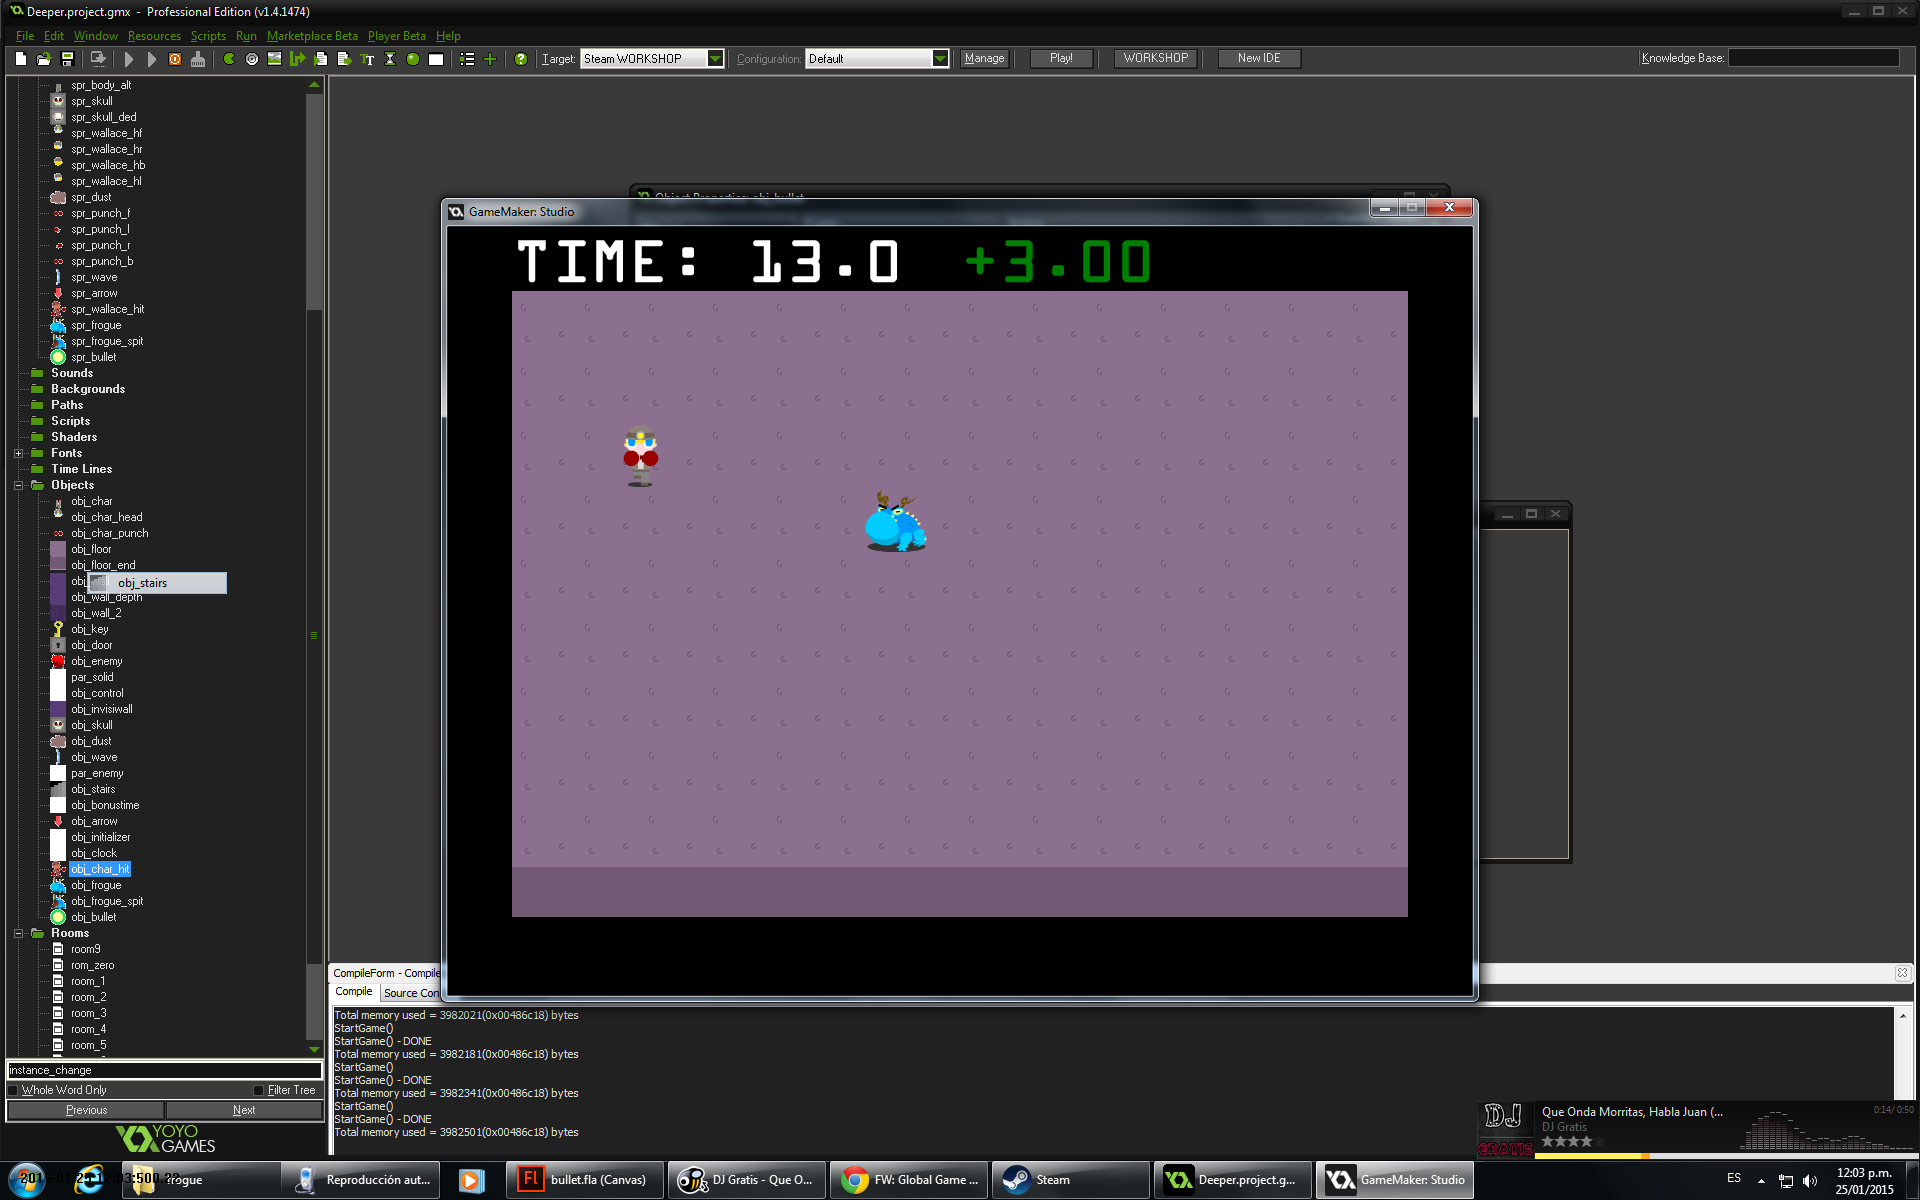 Deeper.project.gmx - Professional Edition (v1.4.1474)
File Edit Window Resources Scripts Run Marketplace Beta Player Beta Help
Target: Steam WORKSHOP Configuration: Default Manage Play! WORKSHOP New IDE Knowledge Base:
spr_body_alt
spr_skull
spr_skull_ded
spr_wallace_hf
spr_wallace_hr
spr_wallace_hb
spr_wallace_hl
spr_dust
spr_punch_f
spr_punch_l
spr_punch_r
spr_punch_b
spr_wave
spr_arrow
spr_wallace_hit
spr_frogue
spr_frogue_spit
spr_bullet
Sounds
Backgrounds
Paths
Scripts
Shaders
Fonts
Time Lines
Objects
obj_char
obj_char_head
obj_char_punch
obj_floor
obj_floor_end
obj_stairs
obj_wall_depth
obj_wall_2
obj_key
obj_door
obj_enemy
par_solid
obj_control
obj_invisiwall
obj_skull
obj_dust
obj_wave
par_enemy
obj_stairs
obj_bonustime
obj_arrow
obj_initializer
obj_clock
obj_char_hit
obj_frogue
obj_frogue_spit
obj_bullet
Rooms
room9
rom_zero
room_1
room_2
room_3
room_4
room_5
instance_change
Whole Word Only Filter Tree
Previous Next
YOYO
GAMES
Object Properties: obj_bullet
GameMaker: Studio
TIME: 13.0 +3.00
CompileForm - Compile
Compile Source Con
Total memory used = 3982021(0x00486c18) bytes
StartGame()
StartGame() - DONE
Total memory used = 3982181(0x00486c18) bytes
StartGame()
StartGame() - DONE
Total memory used = 3982341(0x00486c18) bytes
StartGame()
StartGame() - DONE
Total memory used = 3982501(0x00486c18) bytes
DJ
GRATIS
Que Onda Morritas, Habla Juan (...
DJ Gratis
0:14/ 0:50
frogue
Reproducción aut...
bullet.fla (Canvas)
DJ Gratis - Que O...
FW: Global Game ...
Steam
Deeper.project.g...
GameMaker: Studio
ES
12:03 p.m.
25/01/2015